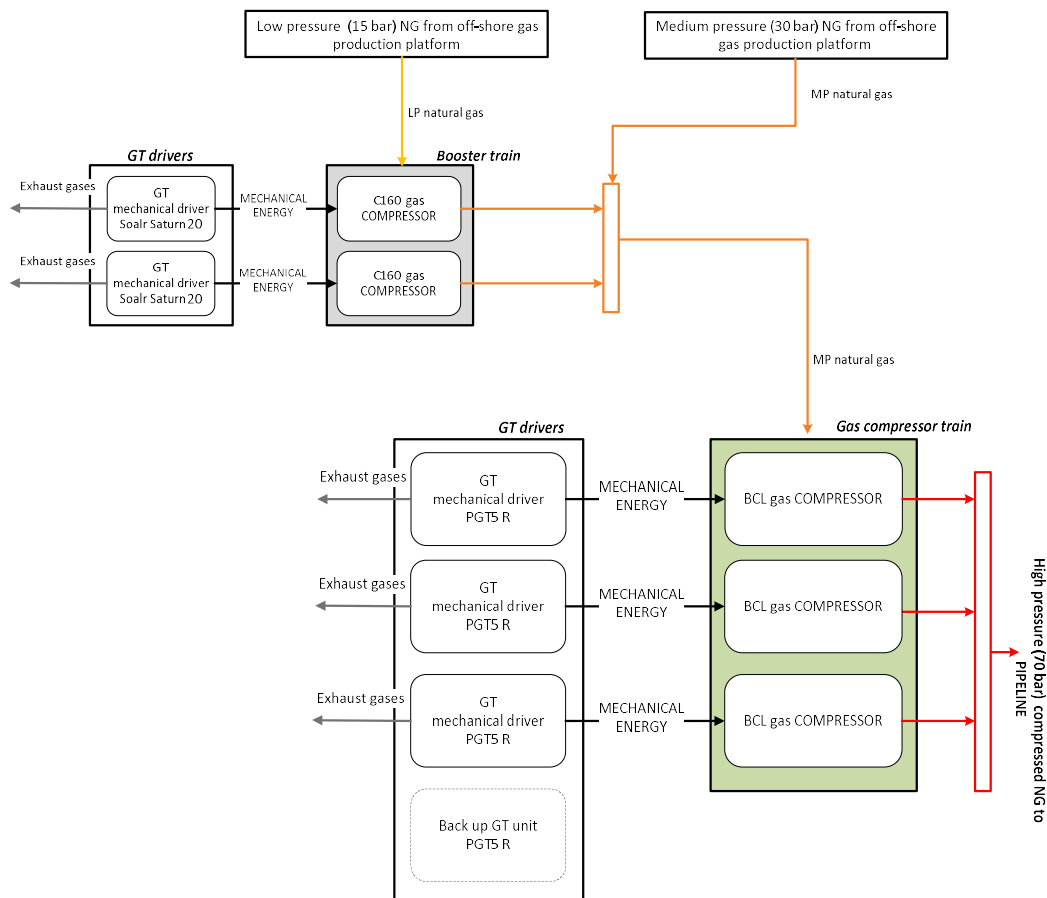 Low pressure (15 bar) NG from off-shore gas
production platform
Medium pressure (30 bar) NG from off-shore
gas production platform
LP natural gas
MP natural gas
GT drivers
Booster train
Exhaust gases
GT
mechanical driver
Soalr Saturn 20
MECHANICAL
ENERGY
C160 gas
COMPRESSOR
Exhaust gases
GT
mechanical driver
Soalr Saturn 20
MECHANICAL
ENERGY
C160 gas
COMPRESSOR
MP natural gas
GT drivers
Gas compressor train
Exhaust gases
GT
mechanical driver
PGT5 R
MECHANICAL
ENERGY
BCL gas COMPRESSOR
Exhaust gases
GT
mechanical driver
PGT5 R
MECHANICAL
ENERGY
BCL gas COMPRESSOR
Exhaust gases
GT
mechanical driver
PGT5 R
MECHANICAL
ENERGY
BCL gas COMPRESSOR
Back up GT unit
PGT5 R
High pressure (70 bar) compressed NG to
PIPELINE